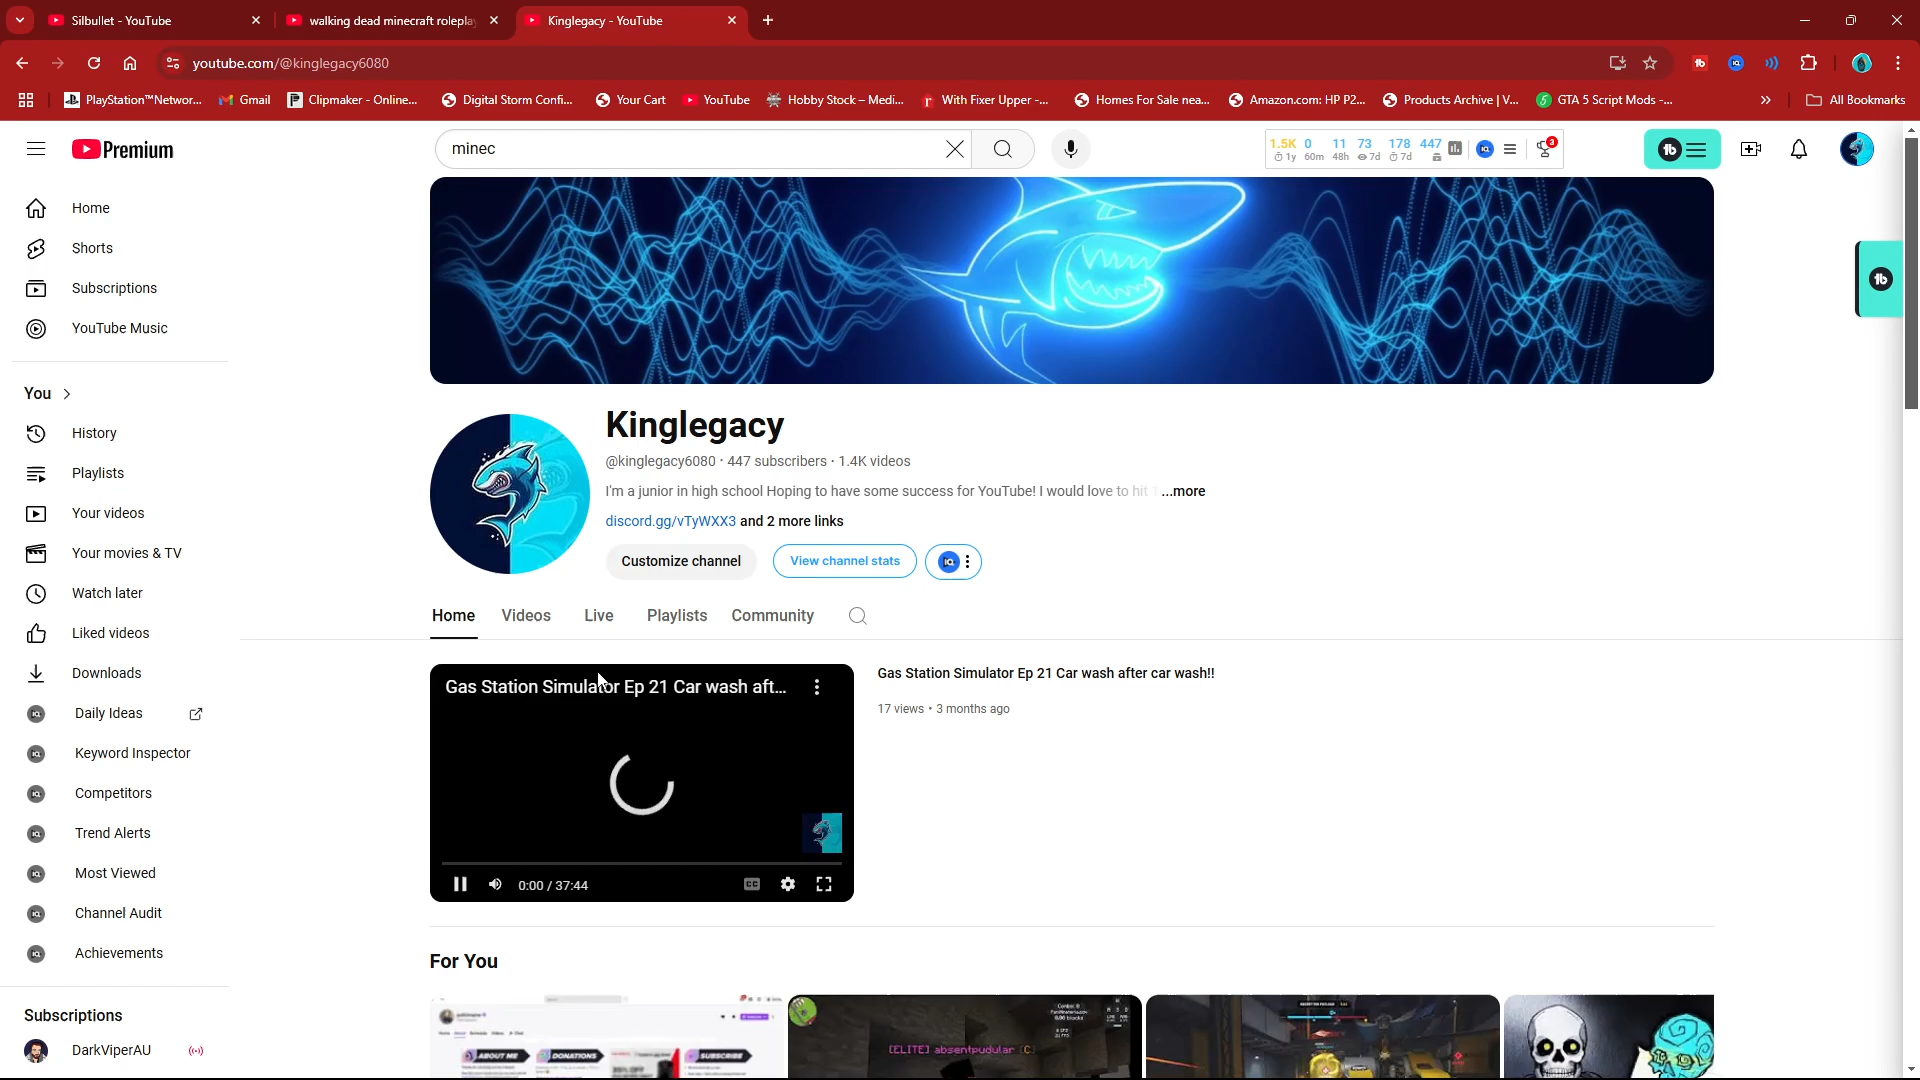 Silbullet - YouTube
walking dead minecraft roleplay
Kinglegacy - YouTube
youtube.com/@kinglegacy6080
PlayStation™Networ...
Gmail
Clipmaker - Online...
Digital Storm Confi...
Your Cart
YouTube
Hobby Stock – Medi...
With Fixer Upper -...
Homes For Sale nea...
Amazon.com: HP P2...
Products Archive | V...
GTA 5 Script Mods -...
All Bookmarks
Premium
minec
1.5K 0 11 73 178 447
1y 60m 48h 7d 7d
3
Home
Shorts
Subscriptions
YouTube Music
You
History
Playlists
Your videos
Your movies & TV
Watch later
Liked videos
Downloads
Daily Ideas
Keyword Inspector
Competitors
Trend Alerts
Most Viewed
Channel Audit
Achievements
Subscriptions
DarkViperAU
Kinglegacy
@kinglegacy6080 · 447 subscribers · 1.4K videos
I'm a junior in high school Hoping to have some success for YouTube! I would love to hit ...more
discord.gg/vTyWXX3 and 2 more links
Customize channel
View channel stats
Home
Videos
Live
Playlists
Community
Gas Station Simulator Ep 21 Car wash aft...
CC
0:00 / 37:44
Gas Station Simulator Ep 21 Car wash after car wash!!
17 views • 3 months ago
For You
ABOUT ME
DONATIONS
SUBSCRIBE
[ELITE] absentpudular [C]